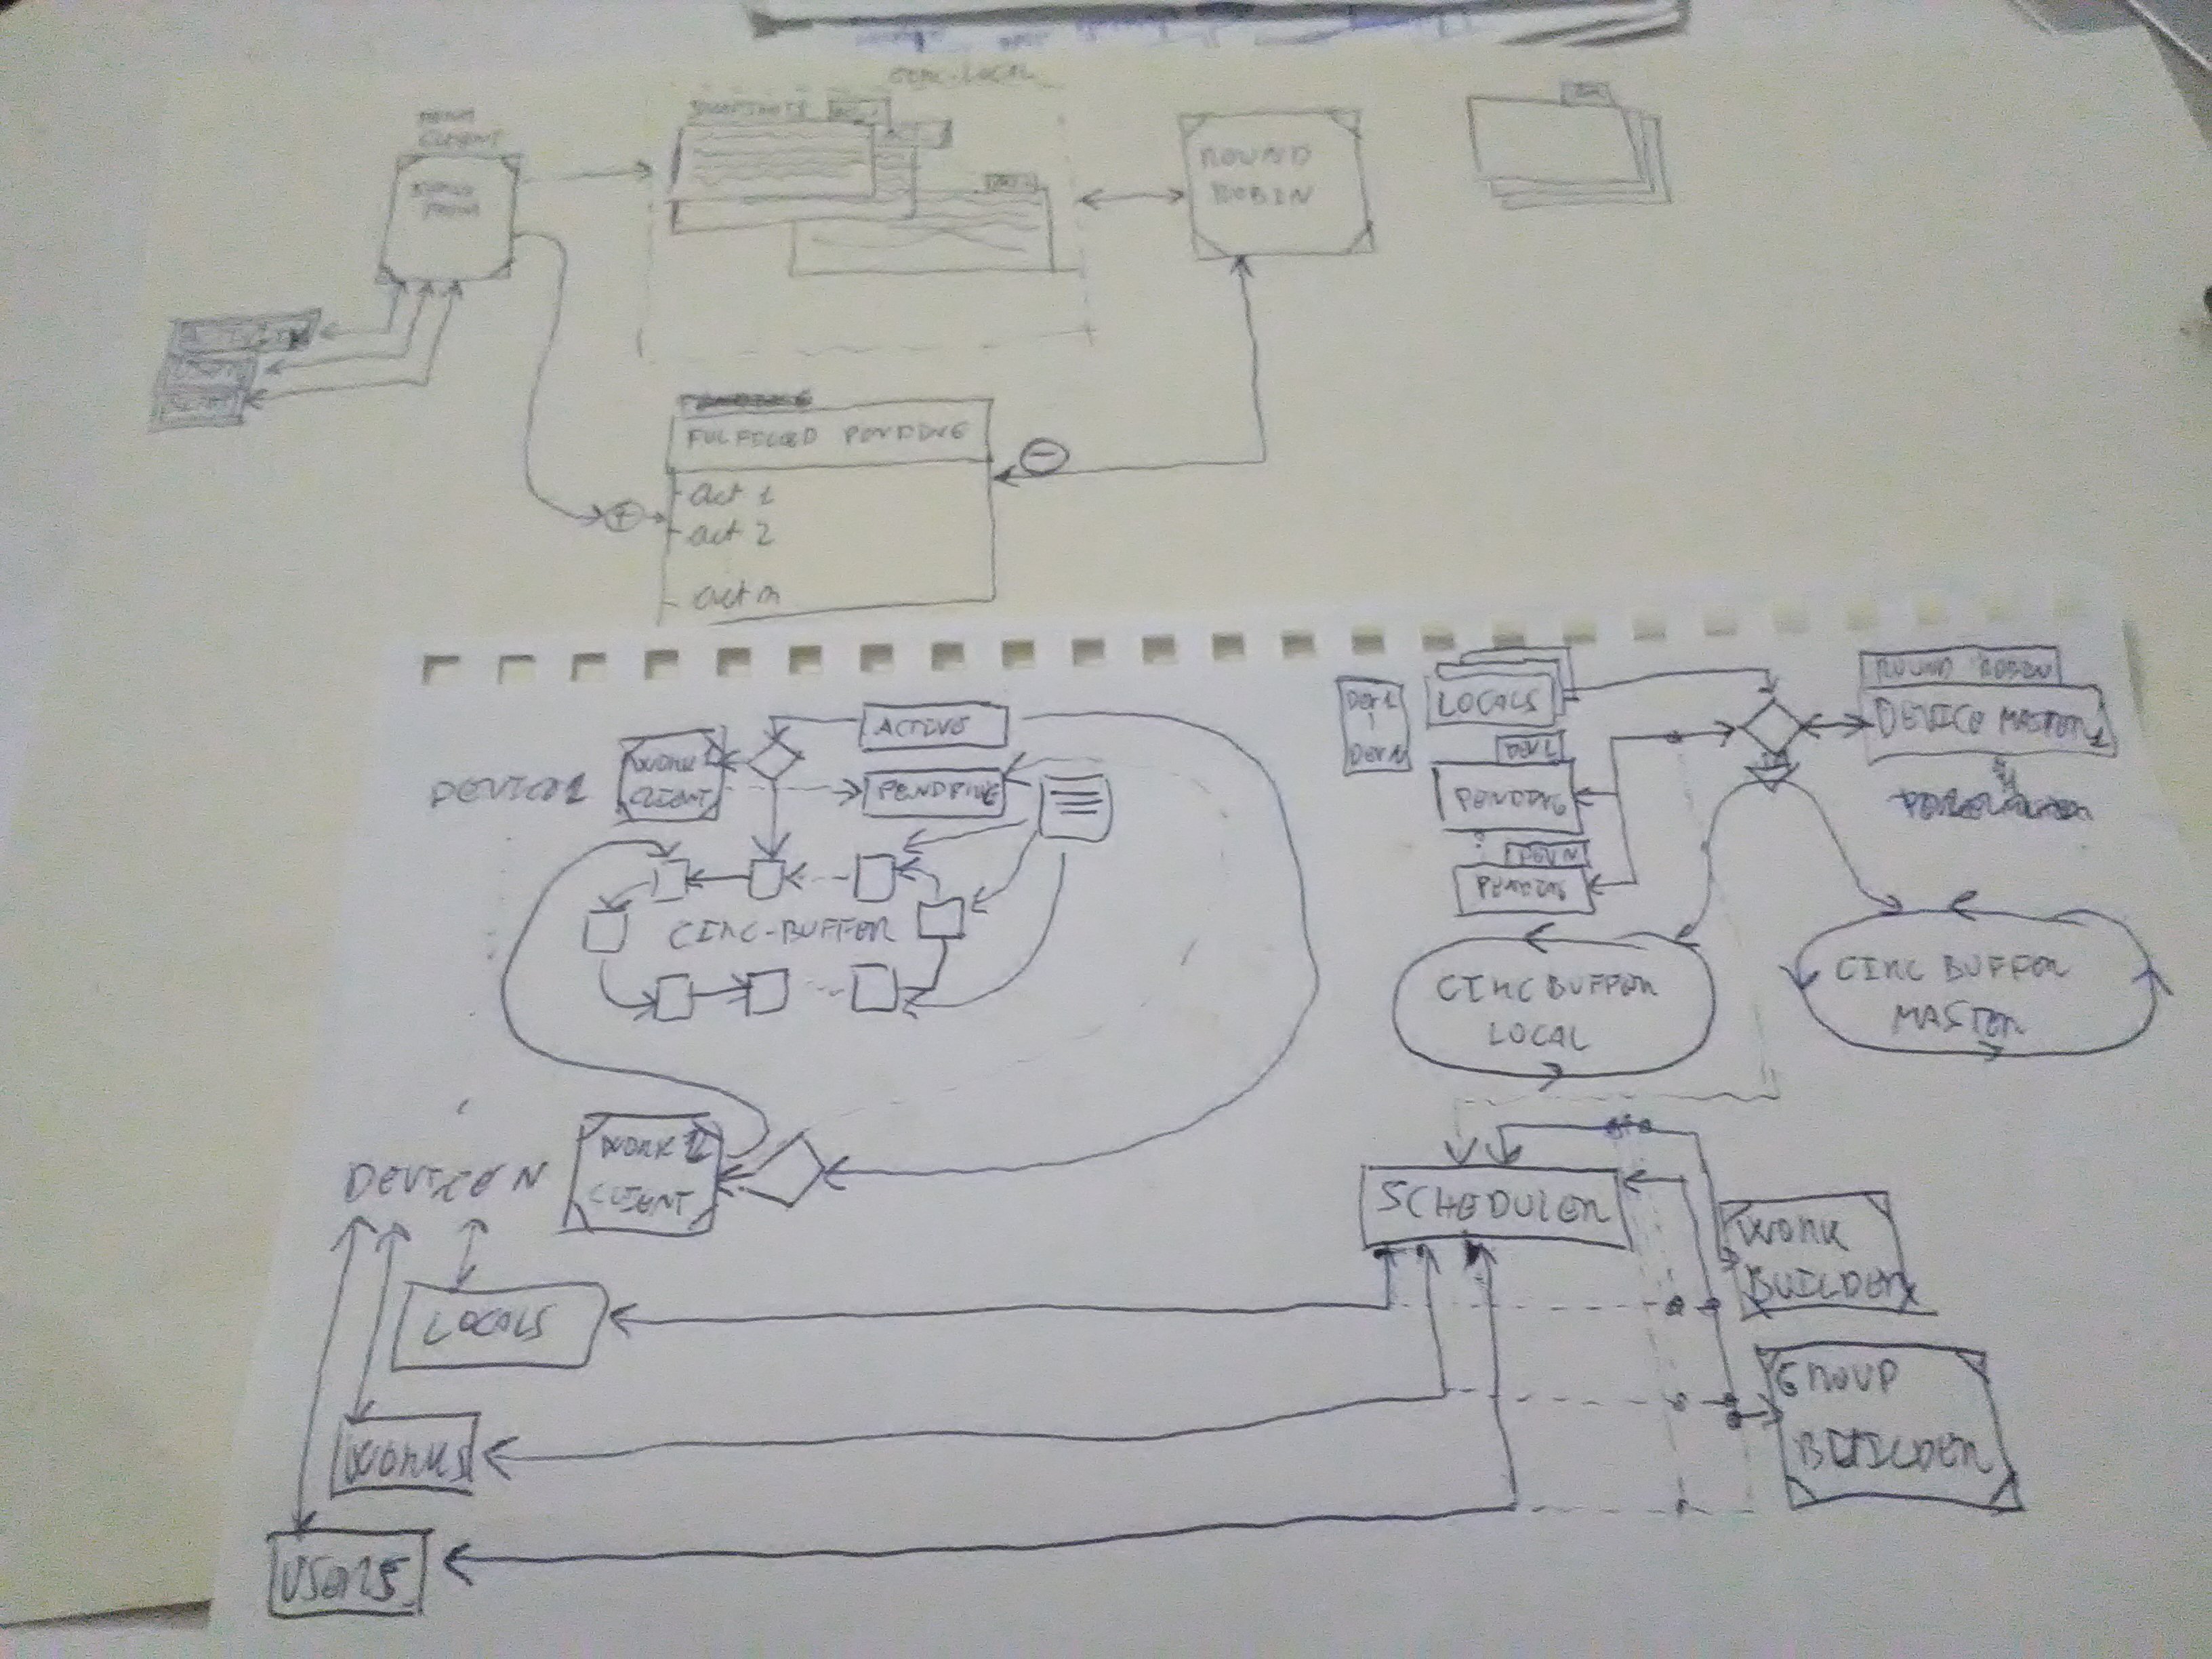 CIRC-LOCAL
CLIENT
SNAPSHOTS
ROUND
ROBIN
FULFILLED PENDING
act 1
act 2
act n
DEVICE 1
WORK 1
CLIENT
ACTIVE
PENDING
CIRC-BUFFER
DEV 1
DEV N
LOCALS
DEV 1
PENDING
DEV N
PENDING
ROUND ROBIN
DEVICE MASTER
CIRC BUFFER
LOCAL
CIRC BUFFER
MASTER
DEVICE N
WORK
CLIENT
LOCALS
WORKS
USERS
SCHEDULER
WORK
BUILDER
GROUP
BUILDER